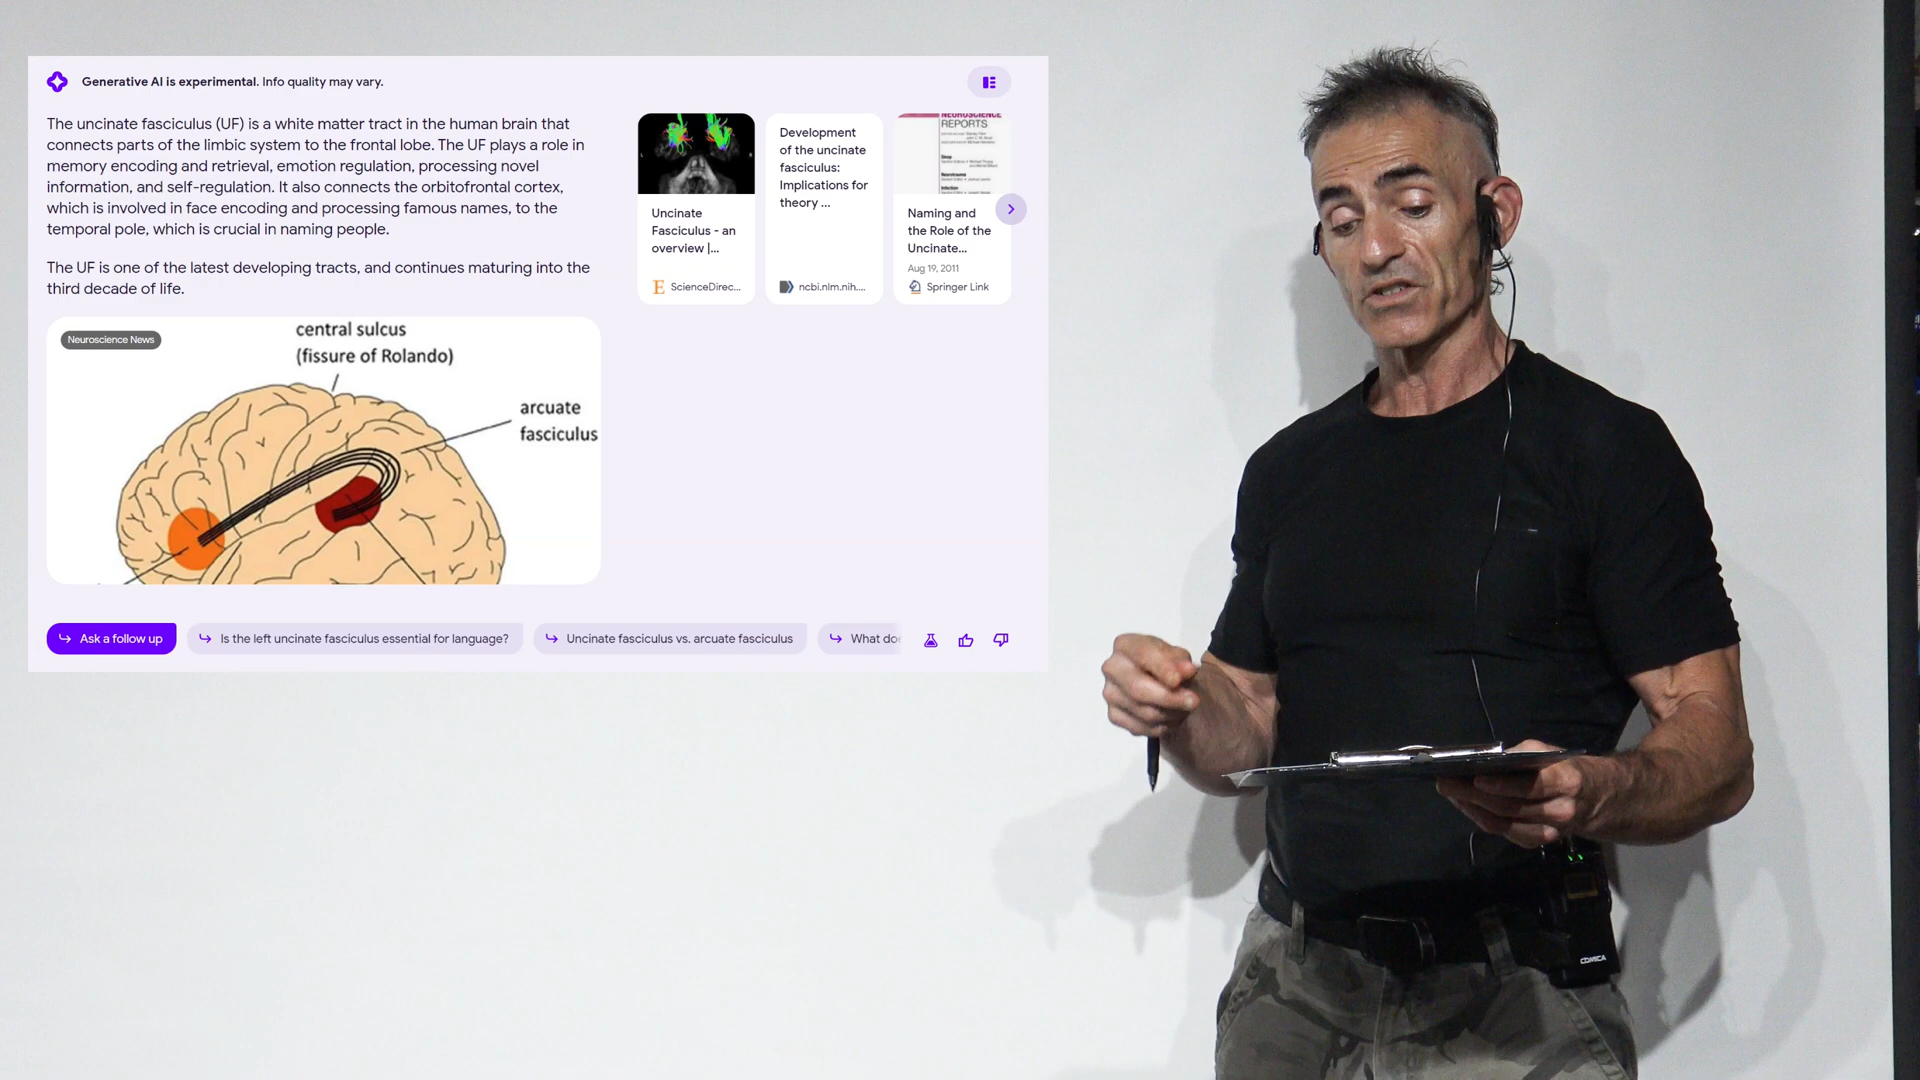 Generative AI is experimental. Info quality may vary.
The uncinate fasciculus (UF) is a white matter tract in the human brain that
connects parts of the limbic system to the frontal lobe. The UF plays a role in
memory encoding and retrieval, emotion regulation, processing novel
information, and self-regulation. It also connects the orbitofrontal cortex,
which is involved in face encoding and processing famous names, to the
temporal pole, which is crucial in naming people.
The UF is one of the latest developing tracts, and continues maturing into the
third decade of life.
Uncinate
Fasciculus - an
overview |...
ScienceDirec...
Development
of the uncinate
fasciculus:
Implications for
theory ...
ncbi.nlm.nih....
NEUROSCIENCE
REPORTS
Naming and
the Role of the
Uncinate...
Aug 19, 2011
Springer Link
Neuroscience News
central sulcus
(fissure of Rolando)
arcuate
fasciculus
Ask a follow up
Is the left uncinate fasciculus essential for language?
Uncinate fasciculus vs. arcuate fasciculus
What doe
COMICA